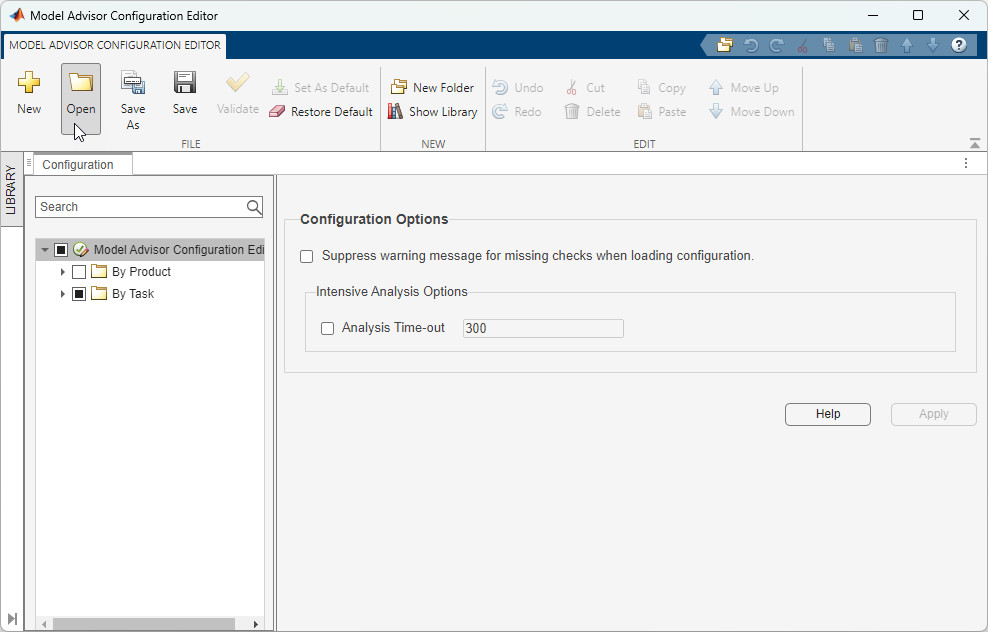 Model Advisor Configuration Editor
MODEL ADVISOR CONFIGURATION EDITOR
?
New
Open
Save As
Save
Validate
Set As Default
Restore Default
FILE
New Folder
Show Library
NEW
Undo
Redo
Cut
Delete
Copy
Paste
Move Up
Move Down
EDIT
LIBRARY
Configuration
Search
Model Advisor Configuration Edi
By Product
By Task
Configuration Options
Suppress warning message for missing checks when loading configuration.
Intensive Analysis Options
Analysis Time-out 300
Help
Apply